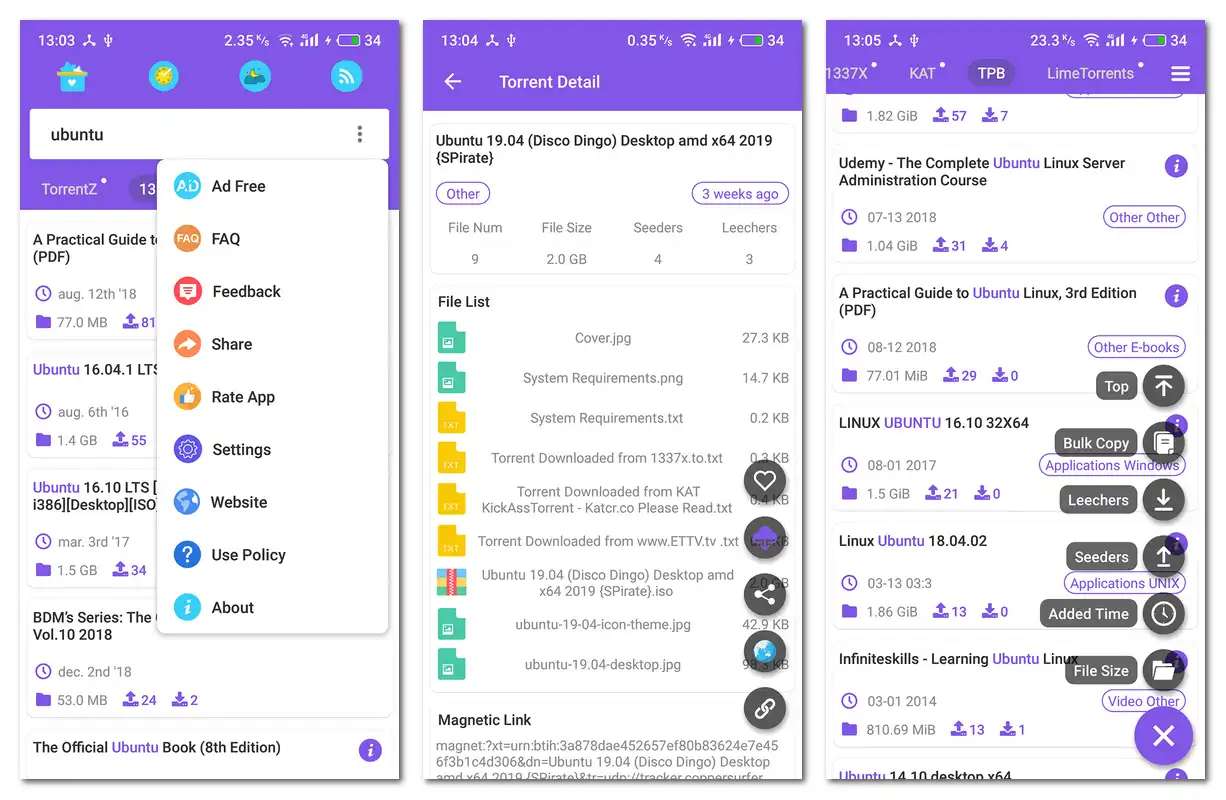 13:03
2.35 K/s
4G
34
ubuntu
TorrentZ
13
Ad Free
FAQ
FAQ
Feedback
Share
Rate App
Settings
Website
Use Policy
About
A Practical Guide
(PDF)
aug. 12th '18
77.0 MB 81
Ubuntu 16.04.1 LTS
aug. 6th '16
1.4 GB 55
Ubuntu 16.10 LTS [
i386][Desktop][ISO]
mar. 3rd '17
1.5 GB 34
BDM's Series: The
Vol.10 2018
dec. 2nd '18
53.0 MB 24 2
The Official Ubuntu Book (8th Edition)
13:04
0.35 K/s
4G
34
Torrent Detail
Ubuntu 19.04 (Disco Dingo) Desktop amd x64 2019
{SPirate}
Other
3 weeks ago
File Num File Size Seeders Leechers
9 2.0 GB 4 3
File List
Cover.jpg 27.3 KB
System Requirements.png 14.7 KB
TXT System Requirements.txt 0.2 KB
TXT Torrent Downloaded from 1337x.to.txt 0.3 KB
Torrent Downloaded from KAT
TXT KickAssTorrent - Katcr.co Please Read.txt 0.4 KB
TXT Torrent Downloaded from www.ETTV.tv .txt KB
Ubuntu 19.04 (Disco Dingo) Desktop amd
x64 2019 {SPirate}.iso 2.0 GB
ubuntu-19-04-icon-theme.jpg 42.9 KB
ubuntu-19.04-desktop.jpg 98.3 KB
Magnetic Link
magnet:?xt=urn:btih:3a878dae452657ef80b83624e7e45
6f3b1c4d306&dn=Ubuntu 19.04 (Disco Dingo) Desktop
amd x64 2019 {SPirate}&tr=udp://tracker.coppersurfer
13:05
23.3 K/s
4G
34
1337X KAT TPB LimeTorrents
1.82 GiB 57 7
Udemy - The Complete Ubuntu Linux Server
Administration Course
07-13 2018
Other Other
1.04 GiB 31 4
A Practical Guide to Ubuntu Linux, 3rd Edition
(PDF)
08-12 2018
Other E-books
77.01 MiB 29 0
Top
LINUX UBUNTU 16.10 32X64
Bulk Copy
08-01 2017
Applications Windows
1.5 GiB 21 0
Leechers
Linux Ubuntu 18.04.02
Seeders
03-13 03:3
Applications UNIX
1.86 GiB 13 0
Added Time
Infiniteskills - Learning Ubuntu Linux
File Size
03-01 2014
Video Other
810.69 MiB 13 1
Ubuntu 14.10 desktop x64